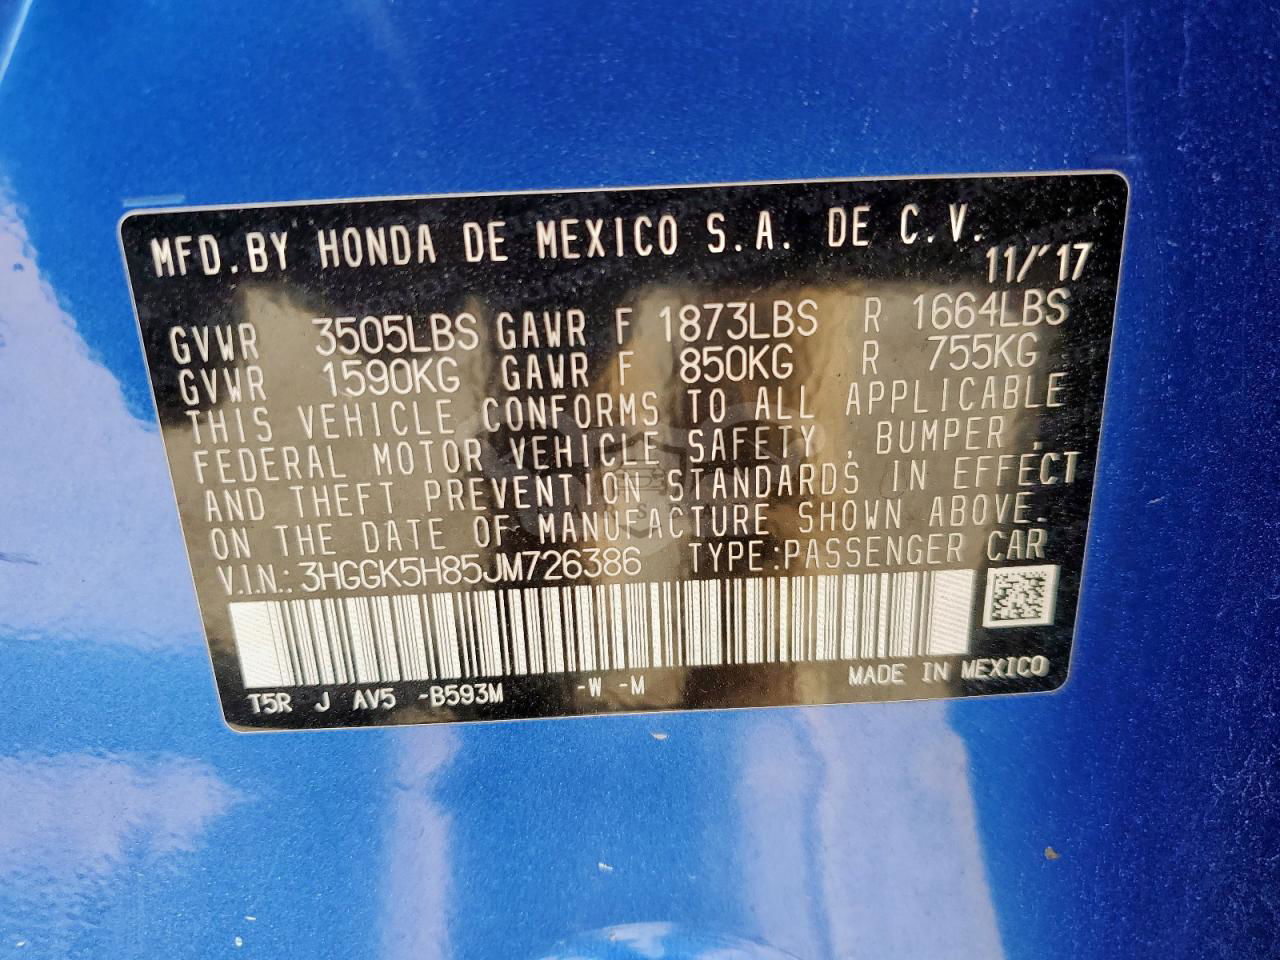 MFD.BY HONDA DE MEXICO S.A. DE C.V.
11/'17
GVWR 3505LBS GAWR F 1873LBS R 1664LBS
GVWR 1590KG GAWR F 850KG R 755KG
THIS VEHICLE CONFORMS TO ALL APPLICABLE
FEDERAL MOTOR VEHICLE SAFETY, BUMPER,
AND THEFT PREVENTION STANDARDS IN EFFECT
ON THE DATE OF MANUFACTURE SHOWN ABOVE.
V.I.N.: 3HGGK5H85JM726386 TYPE:PASSENGER CAR
T5R J AV5 -B593M -W -M MADE IN MEXICO